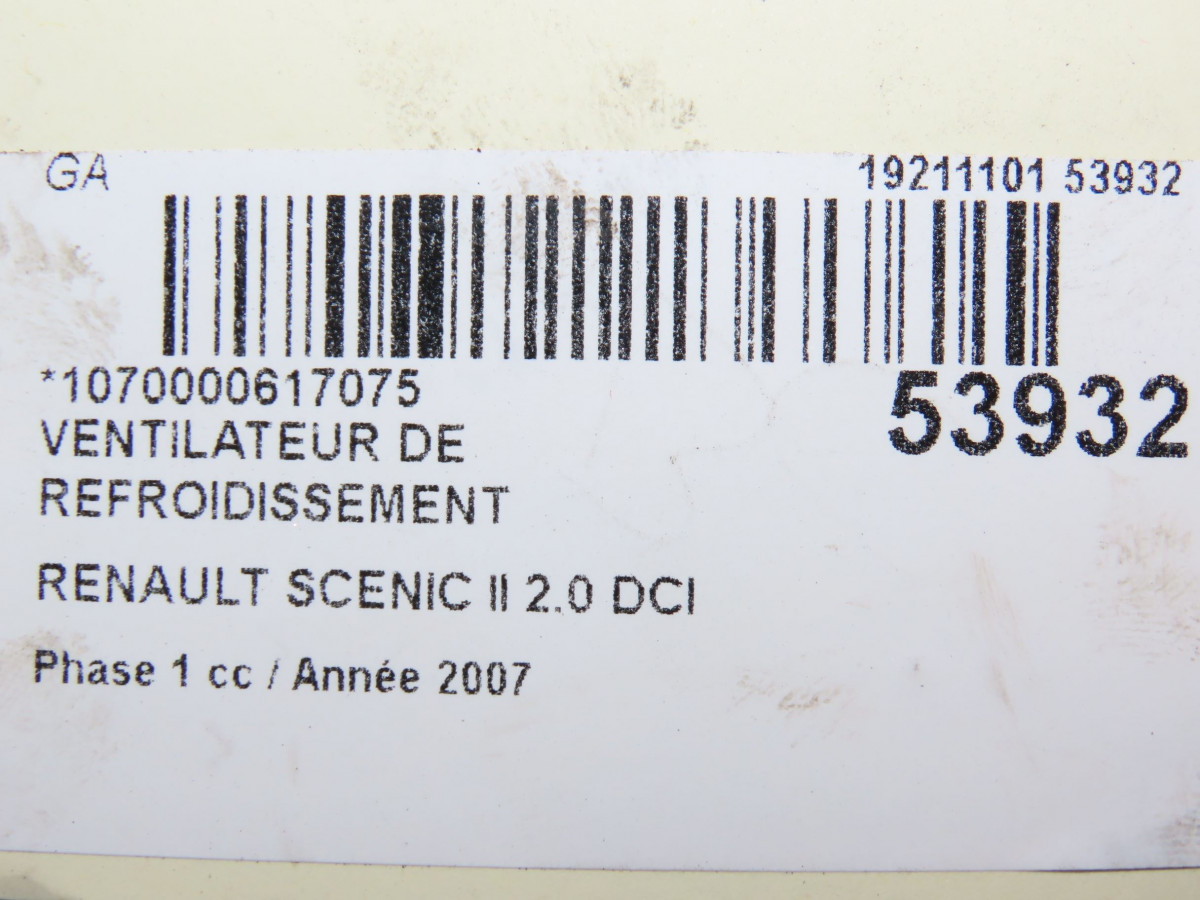 GA
19211101 53932
*1070000617075
53932
VENTILATEUR DE
REFROIDISSEMENT
RENAULT SCENIC II 2.0 DCI
Phase 1 cc / Année 2007